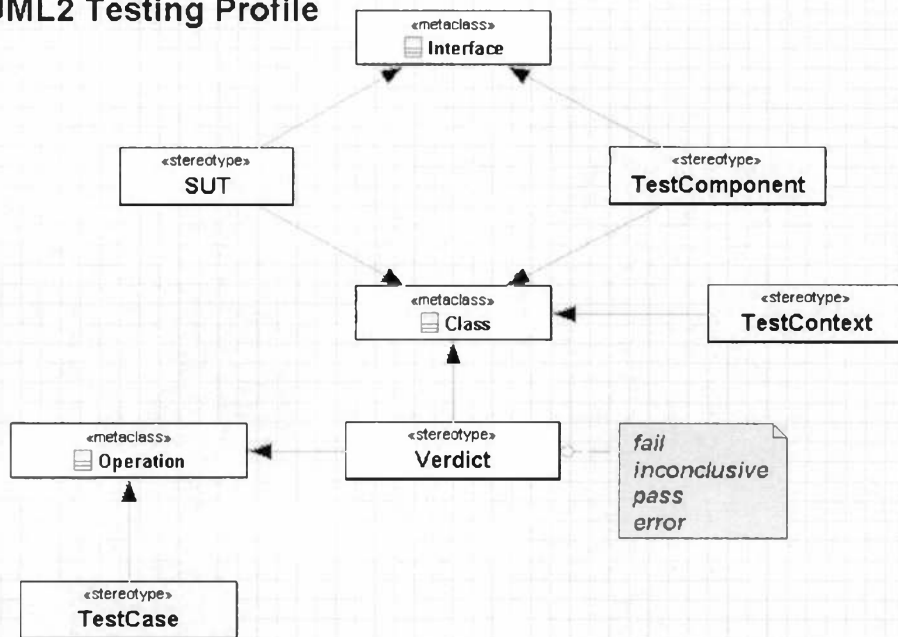 UML2 Testing Profile
«metaclass»
Interface
«stereotype»
SUT
«stereotype»
TestComponent
«metaclass»
Class
«stereotype»
TestContext
«metaclass»
Operation
«stereotype»
Verdict
fail
inconclusive
pass
error
«stereotype»
TestCase